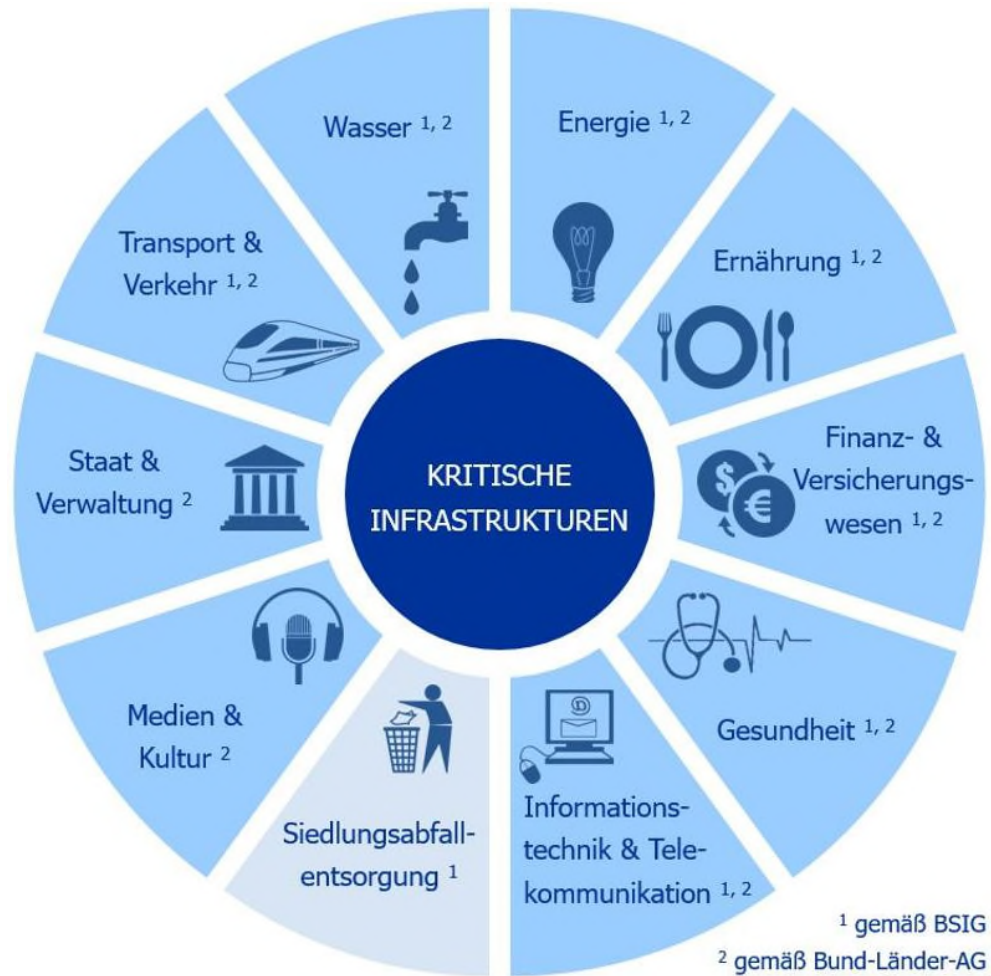 KRITISCHE
INFRASTRUKTUREN
Energie 1, 2
Ernährung 1, 2
Finanz- &
Versicherungs-
wesen 1, 2
Gesundheit 1, 2
Informations-
technik & Tele-
kommunikation 1, 2
Siedlungsabfall-
entsorgung 1
Medien &
Kultur 2
Staat &
Verwaltung 2
Transport &
Verkehr 1, 2
Wasser 1, 2
$
€
@
1 gemäß BSIG
2 gemäß Bund-Länder-AG